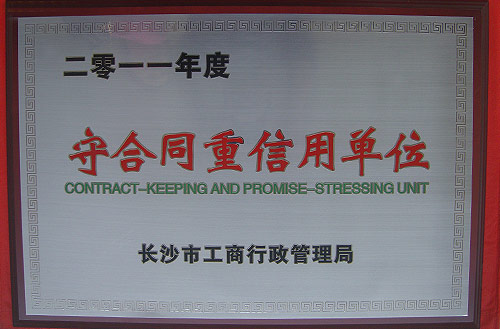 二零一一年度
守合同重信用单位
CONTRACT-KEEPING AND PROMISE-STRESSING UNIT
长沙市工商行政管理局